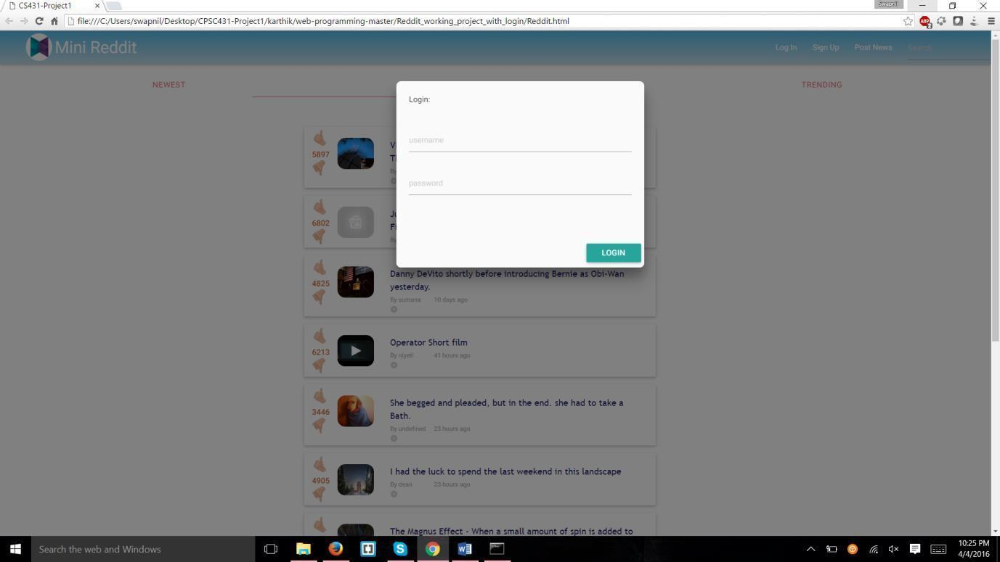 CS431-Project1
Swapnil
file:///C:/Users/swapnil/Desktop/CPSC431-Project1/karthik/web-programming-master/Reddit_working_project_with_login/Reddit.html
ABP
2
Mini Reddit
Log In
Sign Up
Post News
Search
NEWEST
TRENDING
Login:
username
password
LOGIN
5897
V
Th
By
6802
Ju
Fi
By
4825
Danny DeVito shortly before introducing Bernie as Obi-Wan
yesterday.
By sumana 10 days ago
6213
Operator Short film
By niyati 41 hours ago
3446
She begged and pleaded, but in the end. she had to take a
Bath.
By undefined 23 hours ago
4905
I had the luck to spend the last weekend in this landscape
By dean 23 hours ago
The Magnus Effect - When a small amount of spin is added to
Search the web and Windows
10:25 PM
4/4/2016